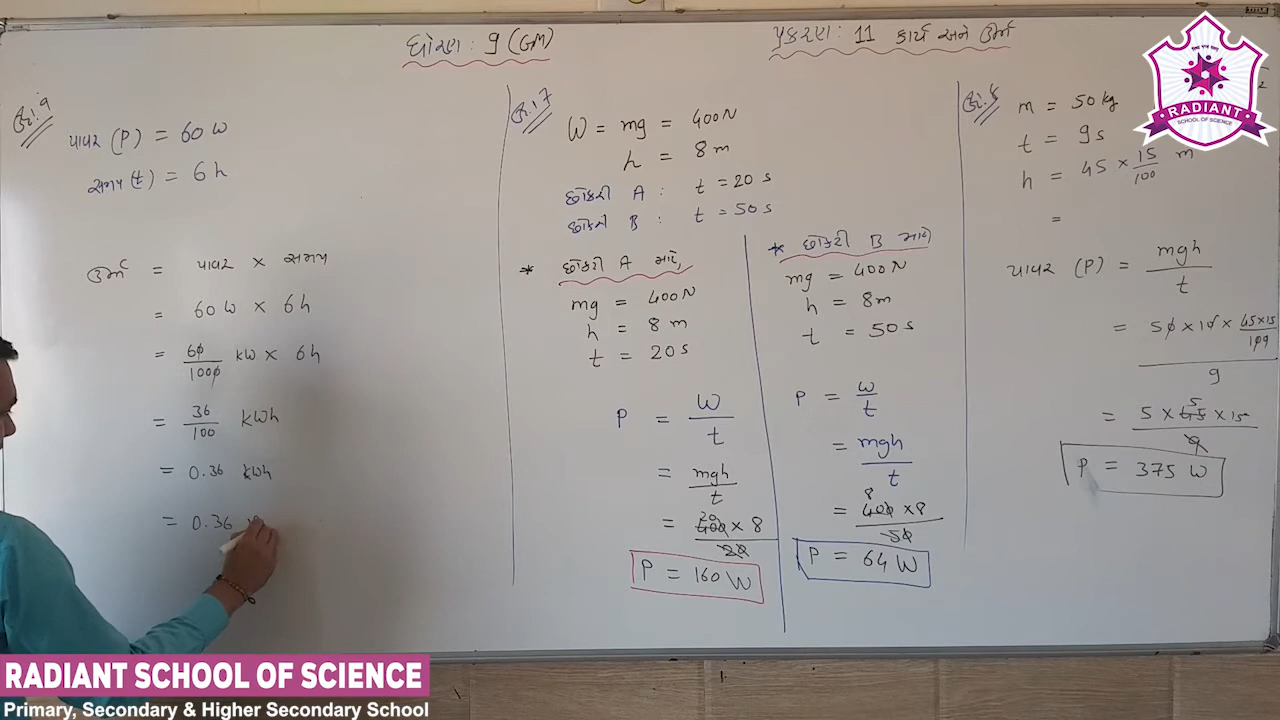 ધોરણ : 9 (GM)
પ્રકરણ : 11 કાર્ય અને ઊર્જા
RADIANT
SCHOOL OF SCIENCE
ઉદા.9
પાવર (P) = 60 W
સમય (t) = 6 h
ઊર્જા = પાવર × સમય
= 60 W × 6 h
= 60/1000 kW × 6 h
= 36/100 kWh
= 0.36 kWh
= 0.36
ઉદા.7
W = mg = 400 N
h = 8 m
છોકરી A : t = 20 s
છોકરી B : t = 50 s
* છોકરી A માટે,
mg = 400 N
h = 8 m
t = 20 s
P = W/t
= mgh/t
= 400 × 8/20
20
P = 160 W
* છોકરી B માટે,
mg = 400 N
h = 8 m
t = 50 s
P = W/t
= mgh/t
8
= 400 × 8/50
P = 64 W
ઉદા.8
m = 50 kg
t = 9 s
h = 45 × 15/100 m
=
પાવર (P) = mgh/t
= 50 × 10 × 45×15/100
9
5
= 5 × 45 × 15/9
P = 375 W
RADIANT SCHOOL OF SCIENCE
Primary, Secondary & Higher Secondary School